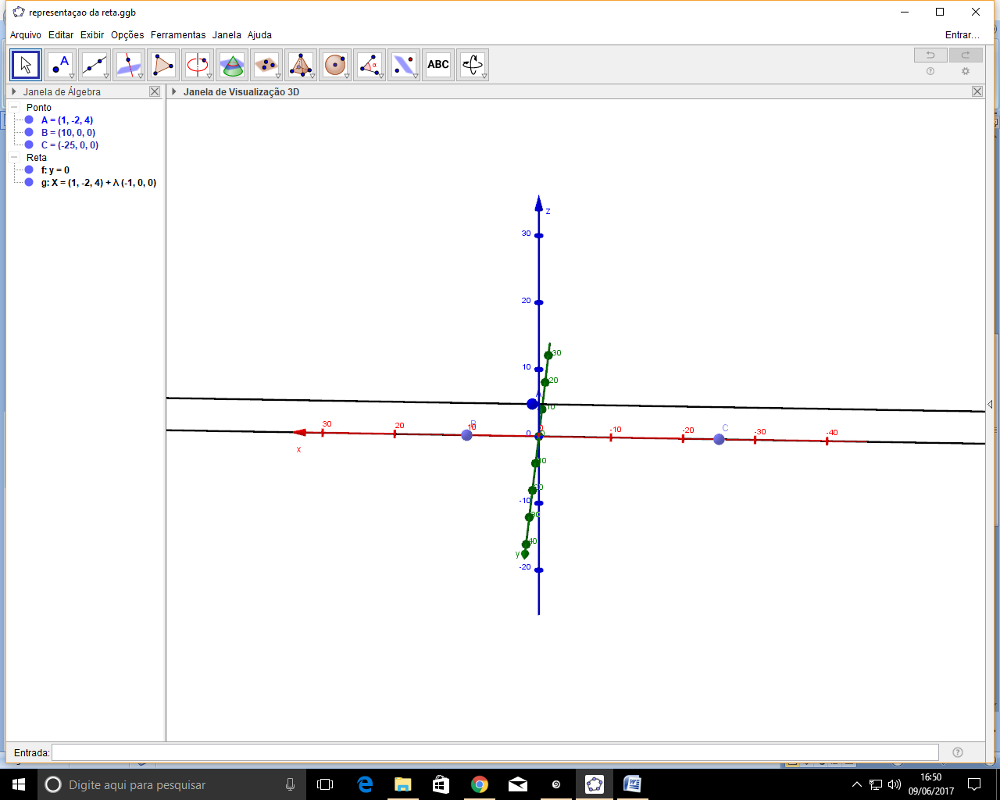 representaçao da reta.ggb
Arquivo Editar Exibir Opções Ferramentas Janela Ajuda
Entrar...
A
ABC
α
Janela de Álgebra
Janela de Visualização 3D
Ponto
A = (1, -2, 4)
B = (10, 0, 0)
C = (-25, 0, 0)
Reta
f: y = 0
g: X = (1, -2, 4) + λ (-1, 0, 0)
z
30
20
10
30
20
A
10
30
20
10
B
0
0
-10
-20
C
-30
-40
x
10
20
-10
30
40
y
-20
Entrada:
Digite aqui para pesquisar
16:50
09/06/2017